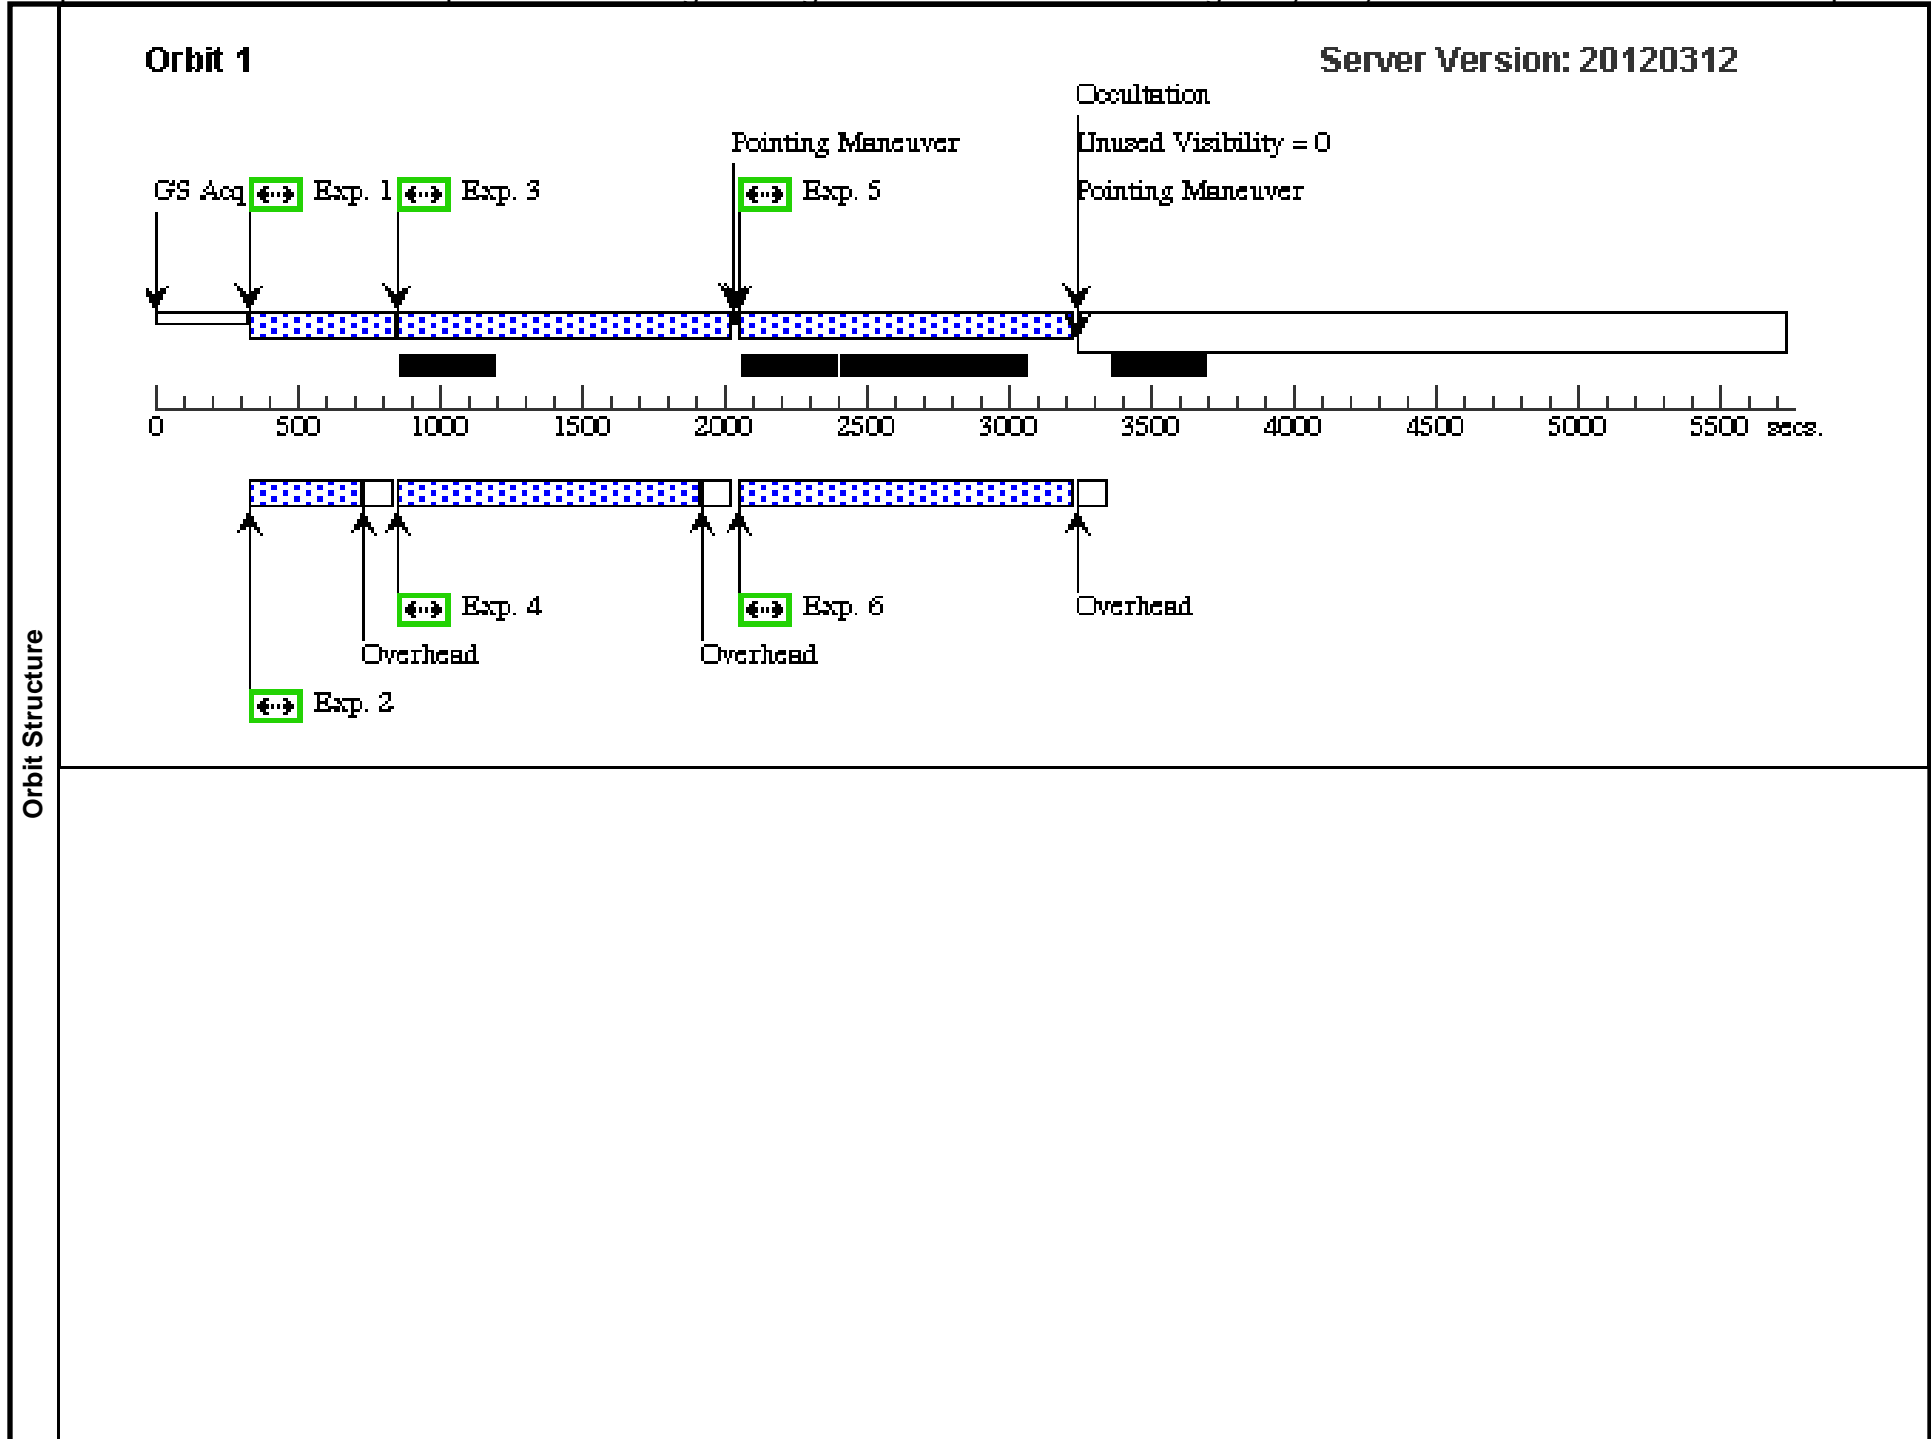 Orbit 1
Server Version: 20120312
Occultation
Pointing Maneuver
Unused Visibility = 0
GS Acq
Exp. 1
Exp. 3
Exp. 5
Pointing Maneuver
0 500 1000 1500 2000 2500 3000 3500 4000 4500 5000 5500 secs.
Exp. 4
Exp. 6
Overhead
Overhead
Overhead
Exp. 2
Orbit Structure